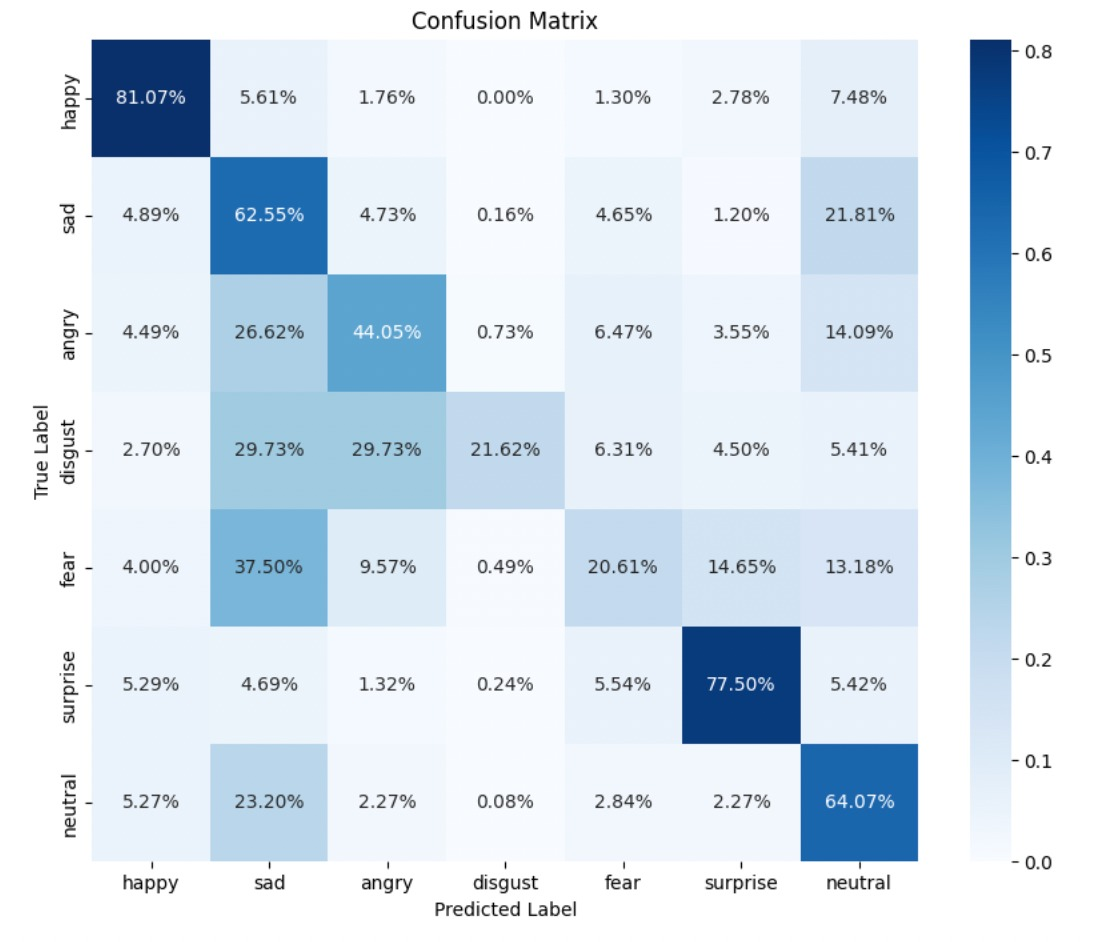 Confusion Matrix
True Label
happy 81.07% 5.61% 1.76% 0.00% 1.30% 2.78% 7.48%
sad 4.89% 62.55% 4.73% 0.16% 4.65% 1.20% 21.81%
angry 4.49% 26.62% 44.05% 0.73% 6.47% 3.55% 14.09%
disgust 2.70% 29.73% 29.73% 21.62% 6.31% 4.50% 5.41%
fear 4.00% 37.50% 9.57% 0.49% 20.61% 14.65% 13.18%
surprise 5.29% 4.69% 1.32% 0.24% 5.54% 77.50% 5.42%
neutral 5.27% 23.20% 2.27% 0.08% 2.84% 2.27% 64.07%
happy sad angry disgust fear surprise neutral
Predicted Label
0.8
0.7
0.6
0.5
0.4
0.3
0.2
0.1
0.0